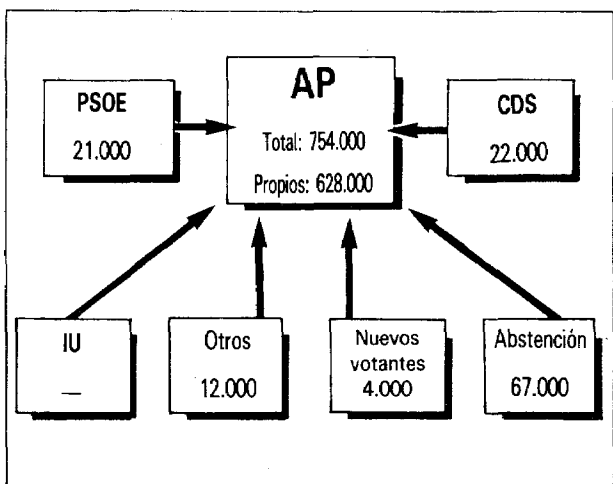 PSOE
21.000
AP
Total: 754.000
Propios: 628.000
CDS
22.000
IU
—
Otros
12.000
Nuevos
votantes
4.000
Abstención
67.000